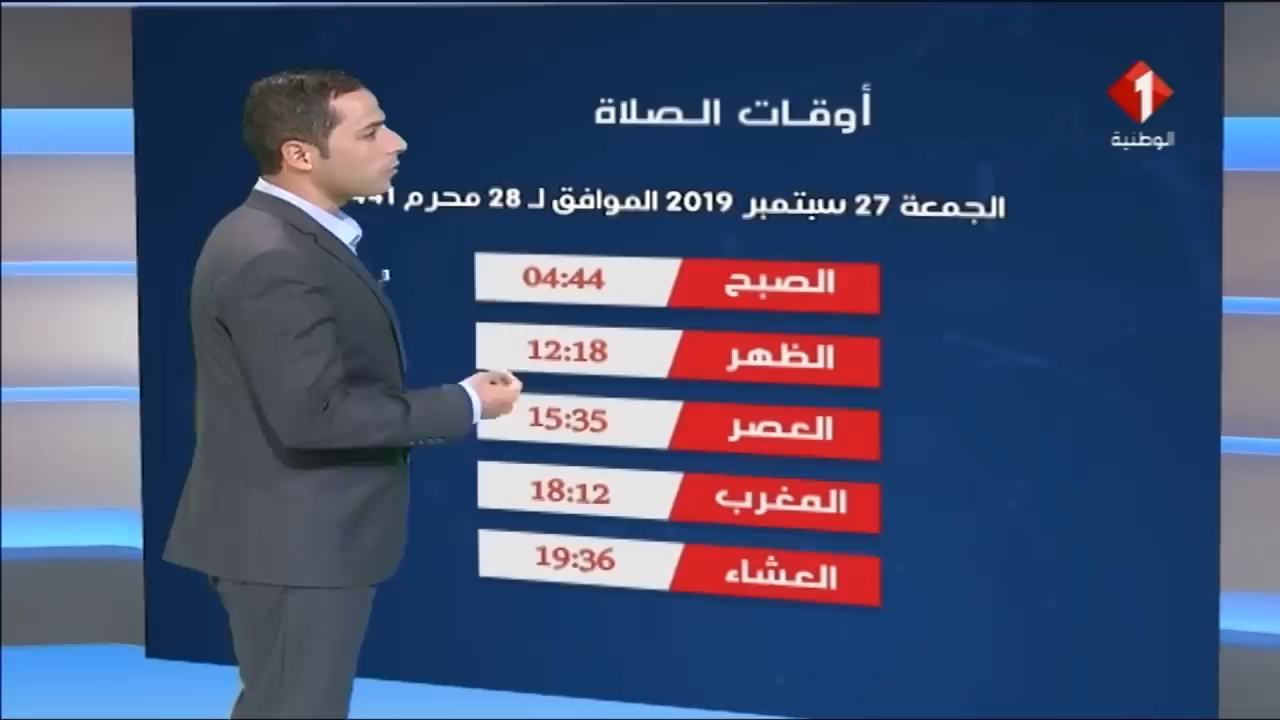 1
الوطنية
أوقات الصلاة
الجمعة 27 سبتمبر 2019 الموافق لـ 28 محرم
الصبح 04:44
الظهر 12:18
العصر 15:35
المغرب 18:12
العشاء 19:36